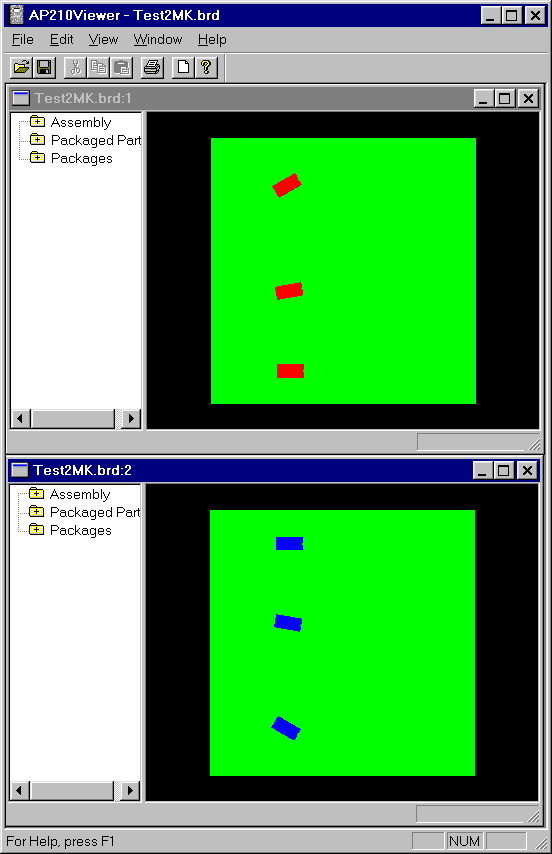 AP210Viewer - Test2MK.brd
File Edit View Window Help
?
Test2MK.brd:1
Assembly
Packaged Part
Packages
Test2MK.brd:2
Assembly
Packaged Part
Packages
For Help, press F1 NUM